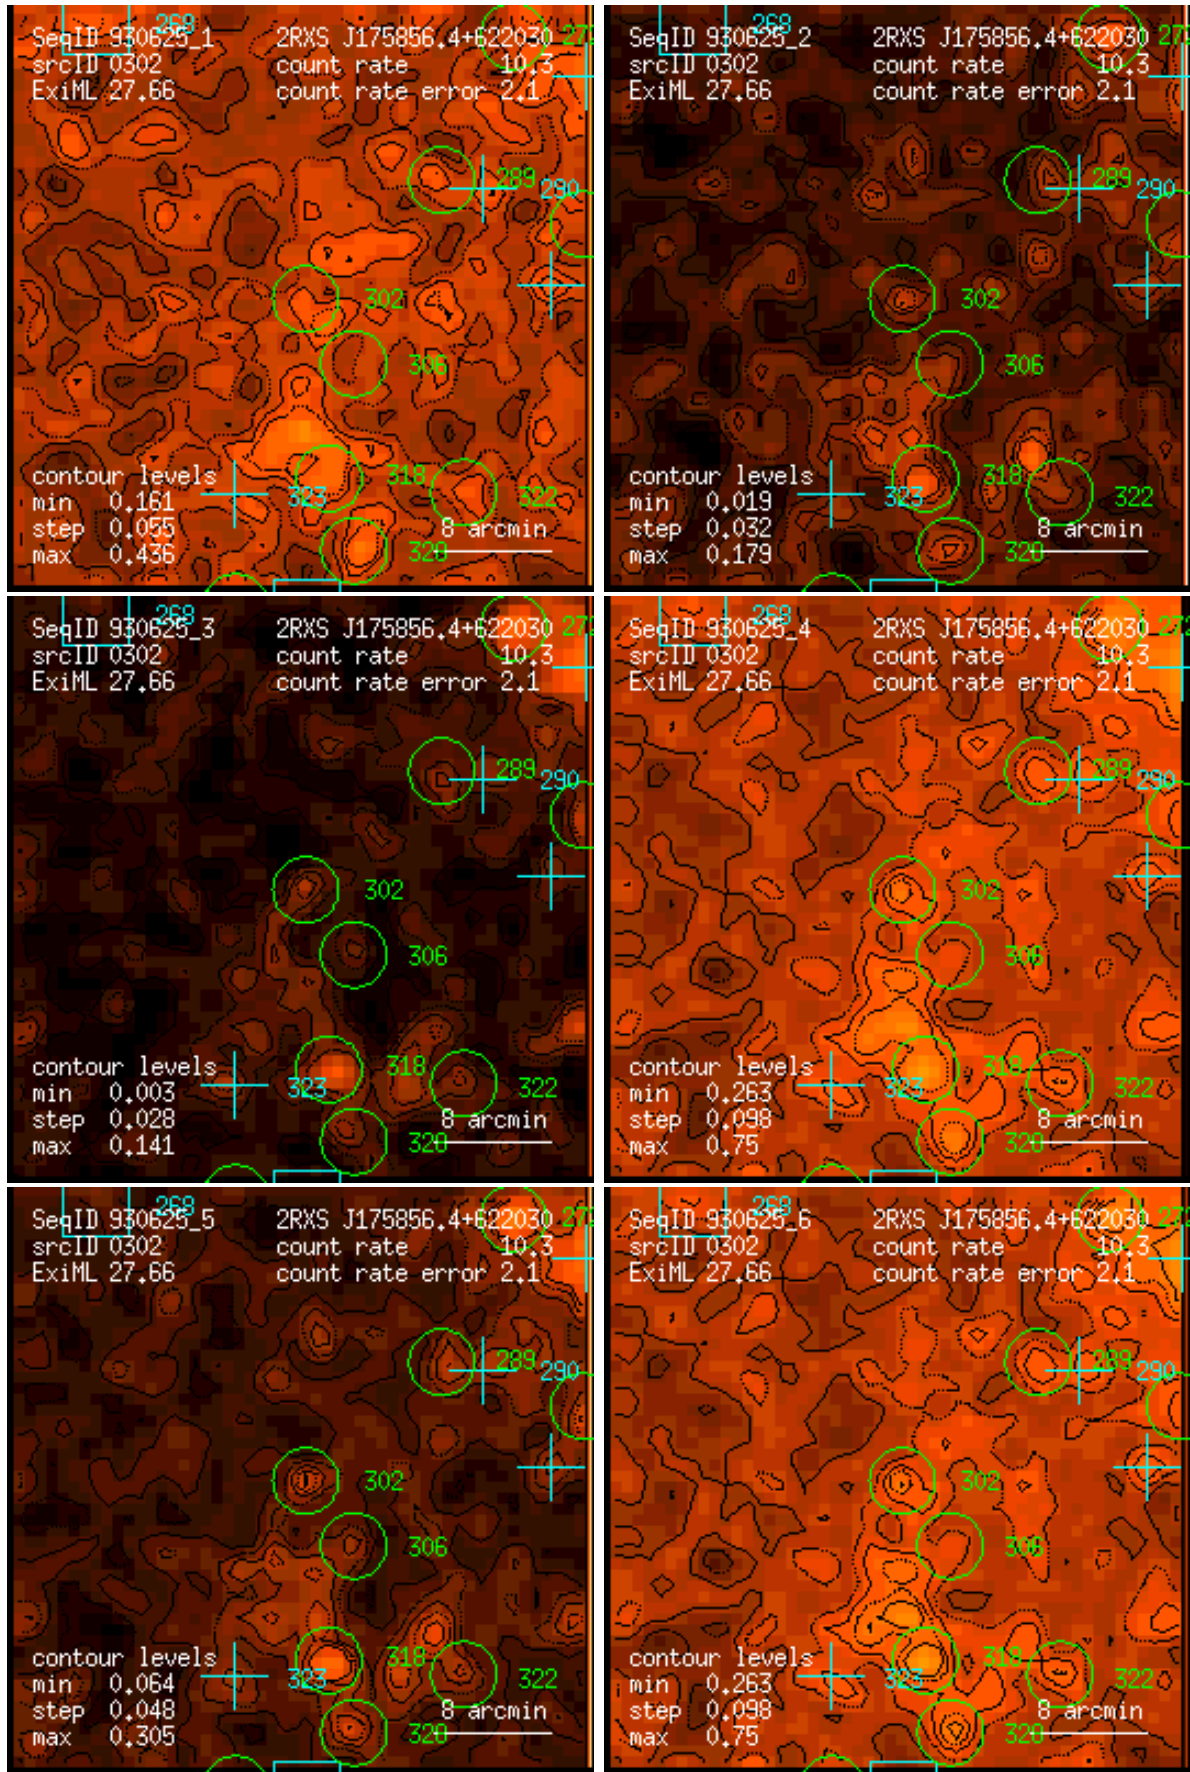 268
SeqID 930625_1 2RXS J175856.4+622030 272
srcID 0302 count rate 10.3
ExiML 27.66 count rate error 2.1
289 290
302
306
contour levels 318
min 0.161 323 322
step 0.055 8 arcmin
max 0.436 320
268
SeqID 930625_2 2RXS J175856.4+622030 272
srcID 0302 count rate 10.3
ExiML 27.66 count rate error 2.1
289 290
302
306
contour levels 318
min 0.019 323 322
step 0.032 8 arcmin
max 0.179 320
268
SeqID 930625_3 2RXS J175856.4+622030 272
srcID 0302 count rate 10.3
ExiML 27.66 count rate error 2.1
289 290
302
306
contour levels 318
min 0.003 323 322
step 0.028 8 arcmin
max 0.141 320
268
SeqID 930625_4 2RXS J175856.4+622030 272
srcID 0302 count rate 10.3
ExiML 27.66 count rate error 2.1
289 290
302
306
contour levels 318
min 0.263 323 322
step 0.098 8 arcmin
max 0.75 320
268
SeqID 930625_5 2RXS J175856.4+622030 272
srcID 0302 count rate 10.3
ExiML 27.66 count rate error 2.1
289 290
302
306
contour levels 318
min 0.064 323 322
step 0.048 8 arcmin
max 0.305 320
268
SeqID 930625_6 2RXS J175856.4+622030 272
srcID 0302 count rate 10.3
ExiML 27.66 count rate error 2.1
289 290
302
306
contour levels 318
min 0.263 323 322
step 0.098 8 arcmin
max 0.75 320